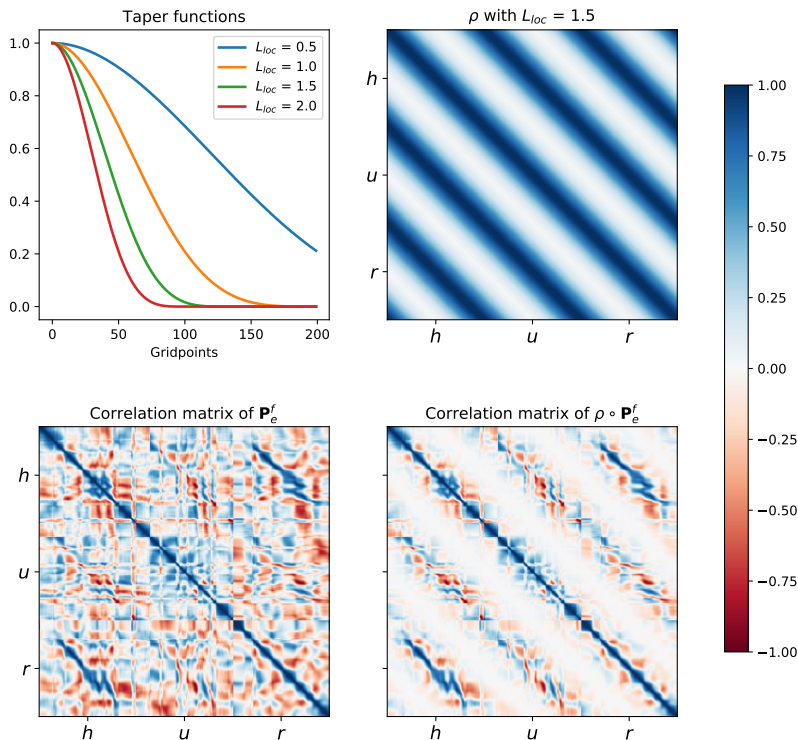 Taper functions
L_loc = 0.5
L_loc = 1.0
L_loc = 1.5
L_loc = 2.0
1.0
0.8
0.6
0.4
0.2
0.0
0 50 100 150 200
Gridpoints
ρ with L_loc = 1.5
h
u
r
h u r
Correlation matrix of P_e^f
h
u
r
h u r
Correlation matrix of ρ ∘ P_e^f
h u r
1.00
0.75
0.50
0.25
0.00
−0.25
−0.50
−0.75
−1.00